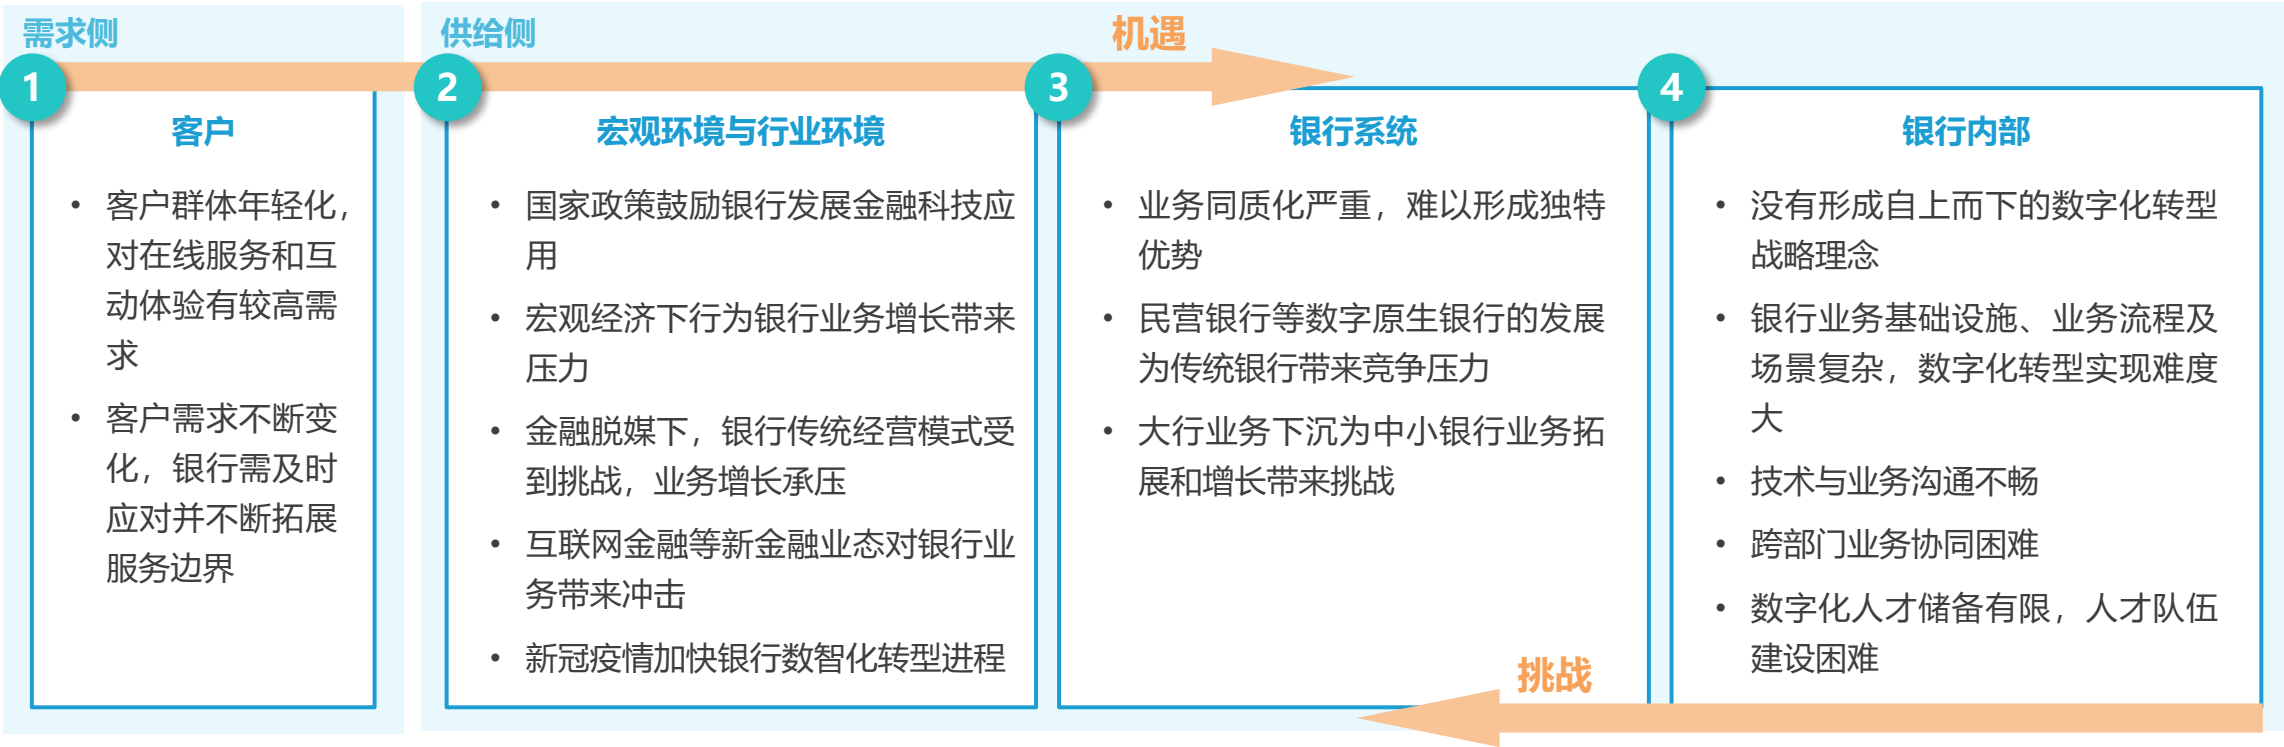 需求侧
供给侧
机遇
1
2
3
4
客户
客户群体年轻化，
对在线服务和互
动体验有较高需
求
客户需求不断变
化，银行需及时
应对并不断拓展
服务边界
宏观环境与行业环境
国家政策鼓励银行发展金融科技应
用
宏观经济下行为银行业务增长带来
压力
金融脱媒下，银行传统经营模式受
到挑战，业务增长承压
互联网金融等新金融业态对银行业
务带来冲击
新冠疫情加快银行数智化转型进程
银行系统
业务同质化严重，难以形成独特
优势
民营银行等数字原生银行的发展
为传统银行带来竞争压力
大行业务下沉为中小银行业务拓
展和增长带来挑战
银行内部
没有形成自上而下的数字化转型
战略理念
银行业务基础设施、业务流程及
场景复杂，数字化转型实现难度
大
技术与业务沟通不畅
跨部门业务协同困难
数字化人才储备有限，人才队伍
建设困难
挑战